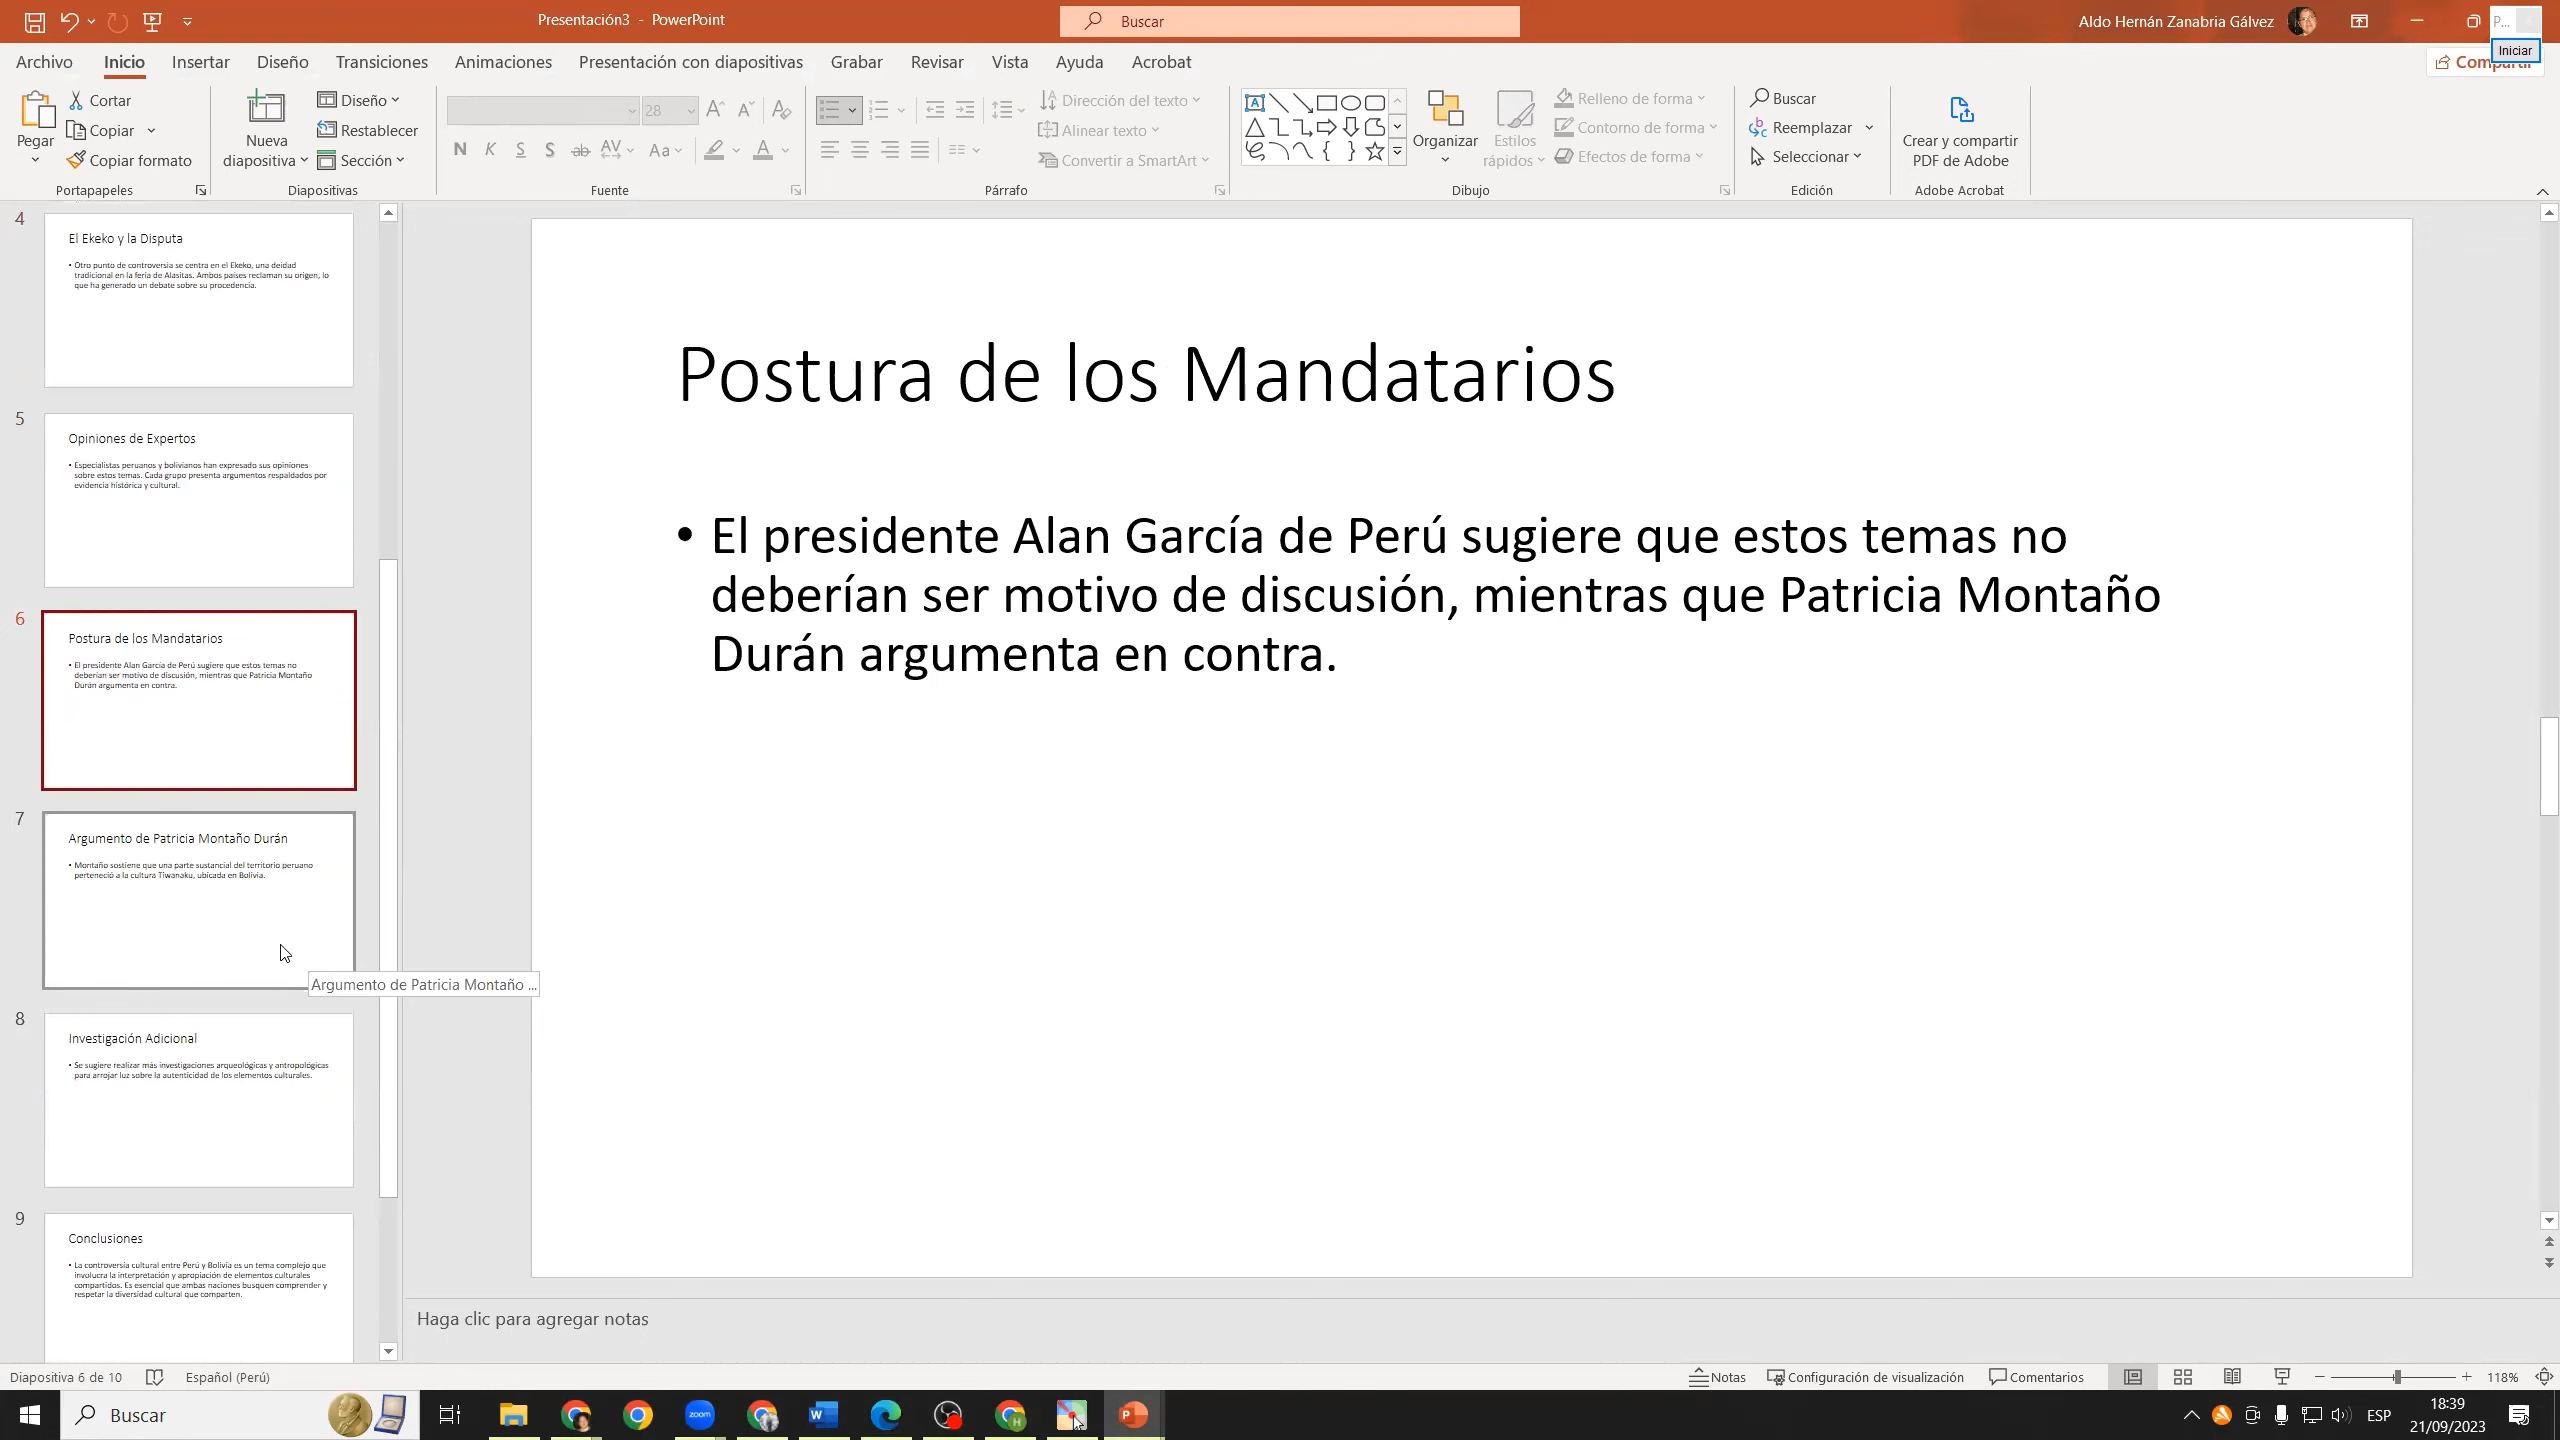 Presentación3 - PowerPoint
Buscar
Aldo Hernán Zanabria Gálvez
P...
Iniciar
Archivo Inicio Insertar Diseño Transiciones Animaciones Presentación con diapositivas Grabar Revisar Vista Ayuda Acrobat
Pegar
Cortar
Copiar
Copiar formato
Portapapeles
Nueva
diapositiva
Diseño
Restablecer
Sección
Diapositivas
28
N K S S ab AV Aa A
Fuente
Dirección del texto
Alinear texto
Convertir a SmartArt
Párrafo
Organizar
Estilos
rápidos
Relleno de forma
Contorno de forma
Efectos de forma
Dibujo
Buscar
Reemplazar
Seleccionar
Edición
Crear y compartir
PDF de Adobe
Adobe Acrobat
4
El Ekeko y la Disputa
• Otro punto de controversia se centra en el Ekeko, una deidad
tradicional en la feria de Alasitas. Ambos países reclaman su origen, lo
que ha generado un debate sobre su procedencia.
5
Opiniones de Expertos
• Especialistas peruanos y bolivianos han expresado sus opiniones
sobre estos temas. Cada grupo presenta argumentos respaldados por
evidencia histórica y cultural.
6
Postura de los Mandatarios
• El presidente Alan García de Perú sugiere que estos temas no
deberían ser motivo de discusión, mientras que Patricia Montaño
Durán argumenta en contra.
7
Argumento de Patricia Montaño Durán
• Montaño sostiene que una parte sustancial del territorio peruano
perteneció a la cultura Tiwanaku, ubicada en Bolivia.
Argumento de Patricia Montaño ...
8
Investigación Adicional
• Se sugiere realizar más investigaciones arqueológicas y antropológicas
para arrojar luz sobre la autenticidad de los elementos culturales.
9
Conclusiones
• La controversia cultural entre Perú y Bolivia es un tema complejo que
involucra la interpretación y apropiación de elementos culturales
compartidos. Es esencial que ambas naciones busquen comprender y
respetar la diversidad cultural que comparten.
Postura de los Mandatarios
• El presidente Alan García de Perú sugiere que estos temas no
deberían ser motivo de discusión, mientras que Patricia Montaño
Durán argumenta en contra.
Haga clic para agregar notas
Diapositiva 6 de 10
Español (Perú)
Notas
Configuración de visualización
Comentarios
118%
Buscar
zoom
ESP
18:39
21/09/2023